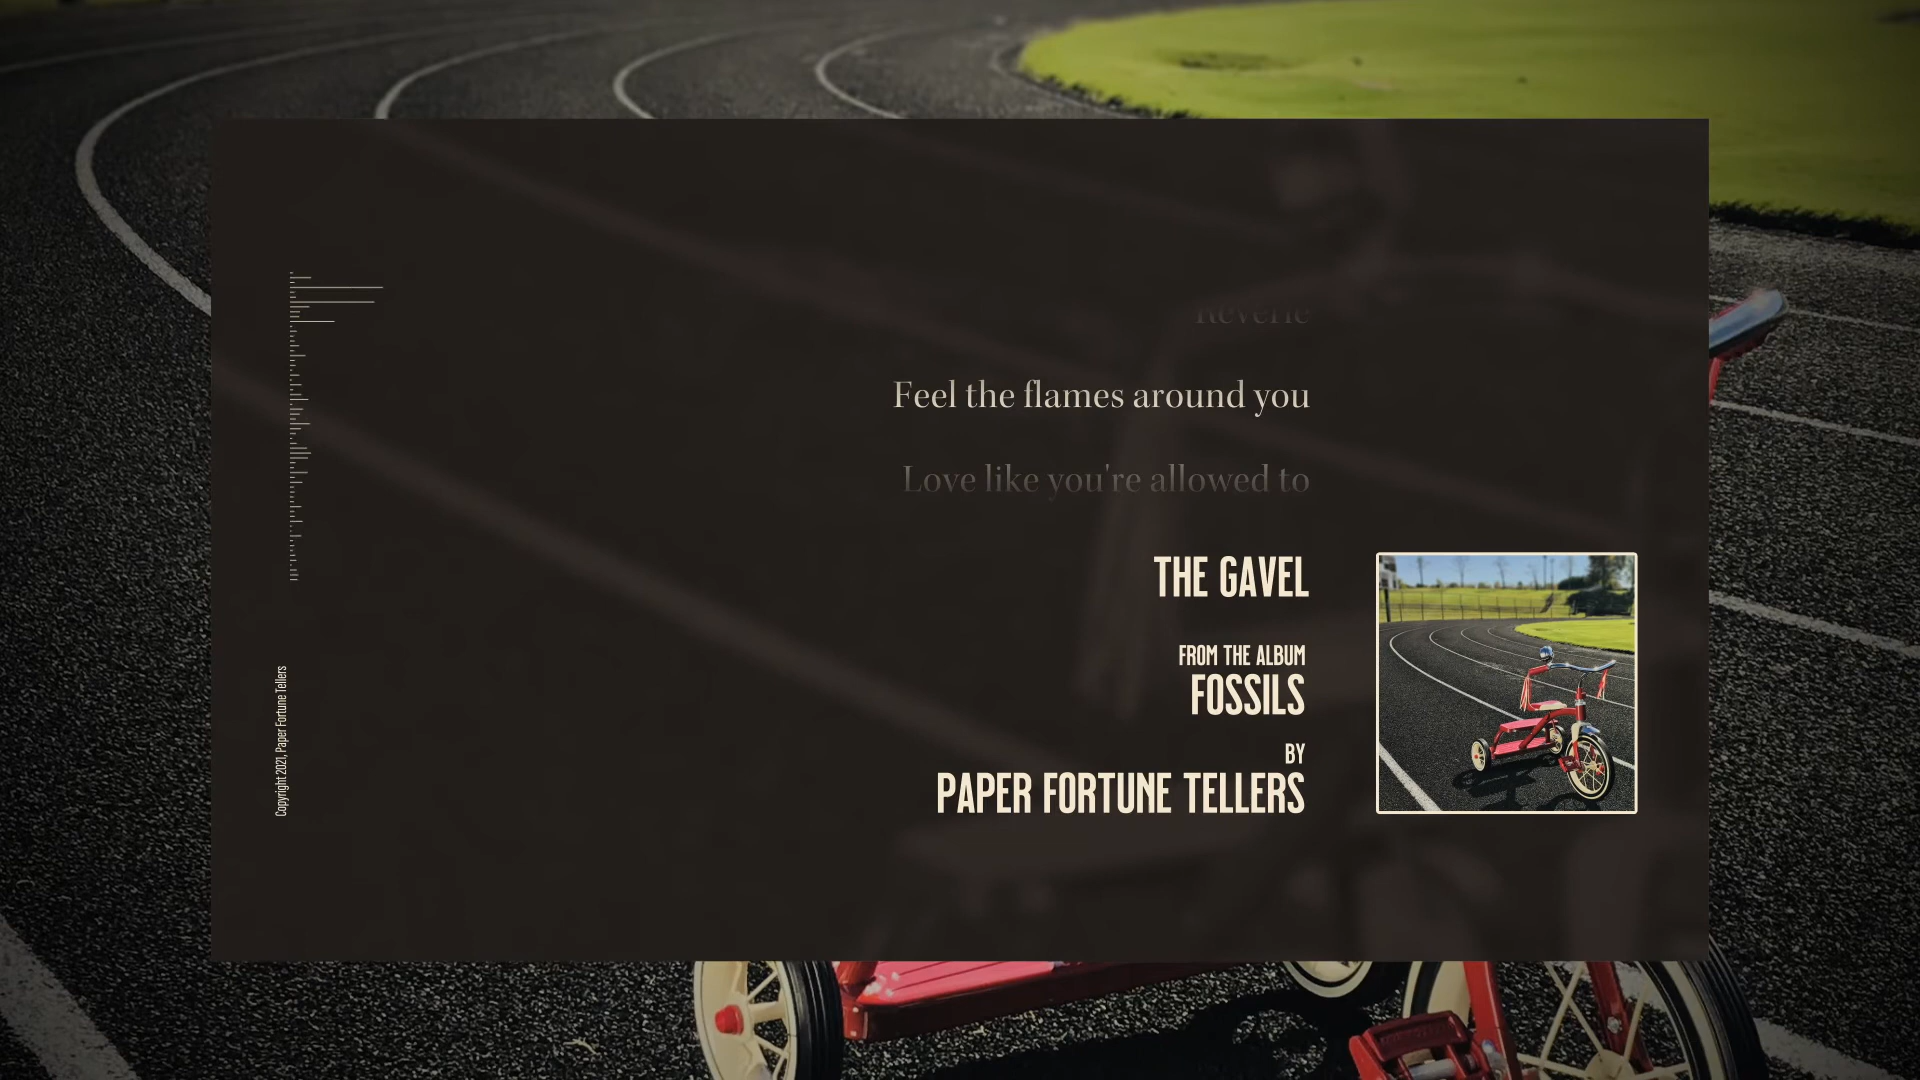 Reverie
Feel the flames around you
Love like you're allowed to
THE GAVEL
FROM THE ALBUM
FOSSILS
BY
PAPER FORTUNE TELLERS
Copyright 2021, Paper Fortune Tellers